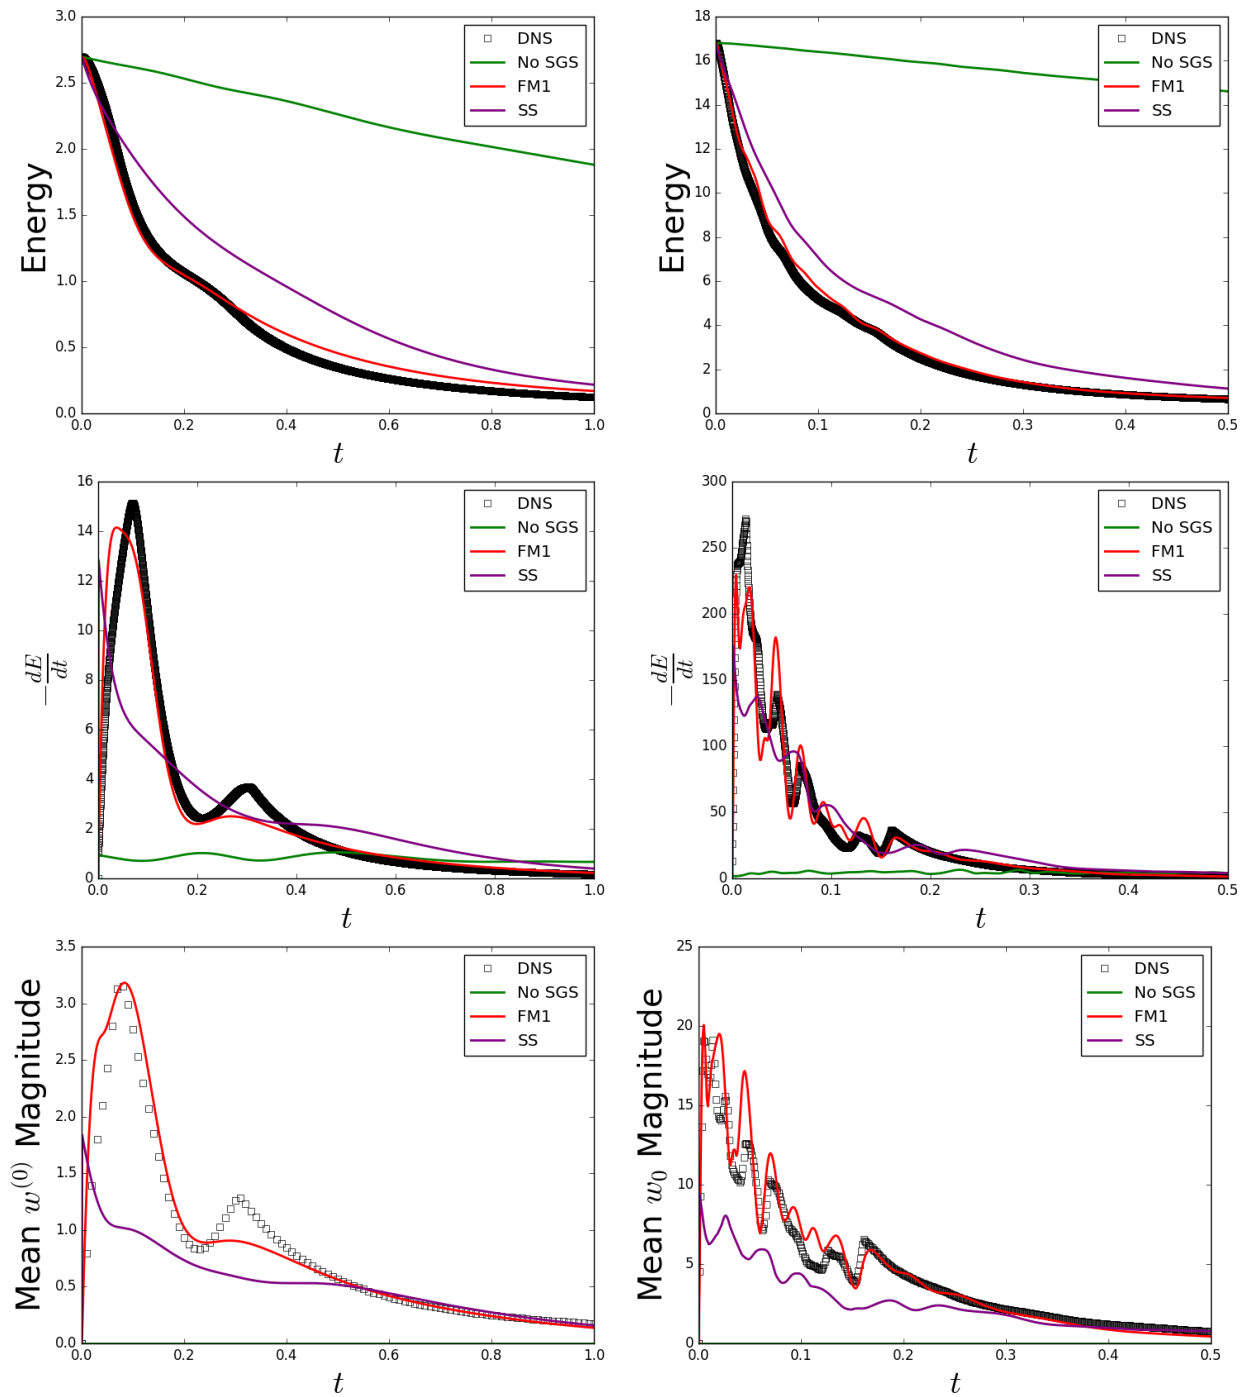 3.0
2.5
2.0
1.5
1.0
0.5
0.0
Energy
DNS
No SGS
FM1
SS
0.0 0.2 0.4 0.6 0.8 1.0
t
18
16
14
12
10
8
6
4
2
0
Energy
DNS
No SGS
FM1
SS
0.0 0.1 0.2 0.3 0.4 0.5
t
16
14
12
10
8
6
4
2
0
−dE/dt
DNS
No SGS
FM1
SS
0.0 0.2 0.4 0.6 0.8 1.0
t
300
250
200
150
100
50
0
−dE/dt
DNS
No SGS
FM1
SS
0.0 0.1 0.2 0.3 0.4 0.5
t
3.5
3.0
2.5
2.0
1.5
1.0
0.5
0.0
Mean w^(0) Magnitude
DNS
No SGS
FM1
SS
0.0 0.2 0.4 0.6 0.8 1.0
t
25
20
15
10
5
0
Mean w_0 Magnitude
DNS
No SGS
FM1
SS
0.0 0.1 0.2 0.3 0.4 0.5
t